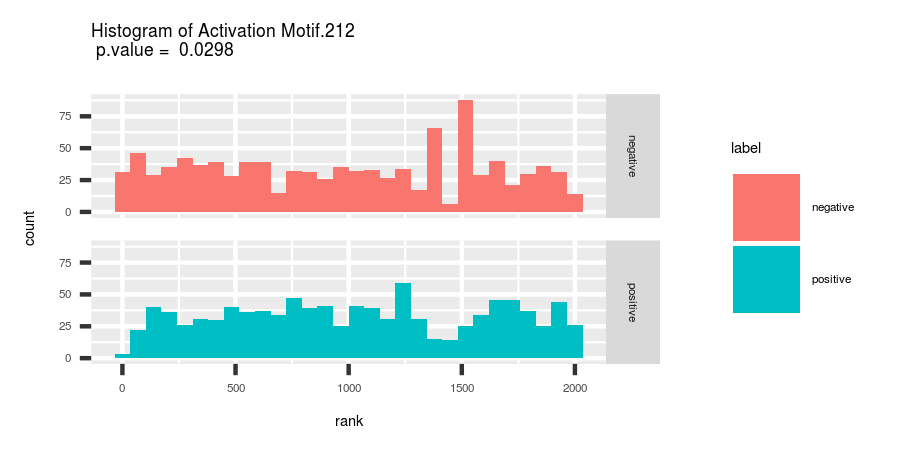 Histogram of Activation Motif.212
p.value = 0.0298
count
75
50
25
0
negative
75
50
25
0
positive
0 500 1000 1500 2000
rank
label
negative
positive